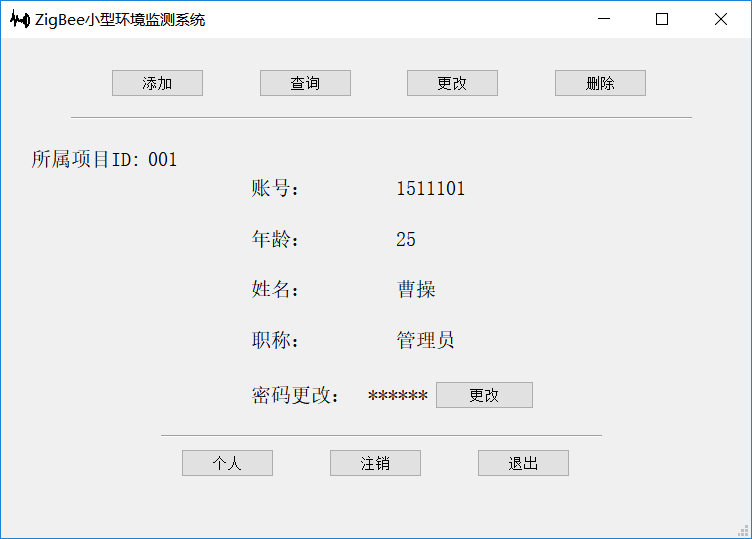 ZigBee小型环境监测系统
添加 查询 更改 删除
所属项目ID: 001
账号: 1511101
年龄: 25
姓名: 曹操
职称: 管理员
密码更改: ****** 更改
个人 注销 退出